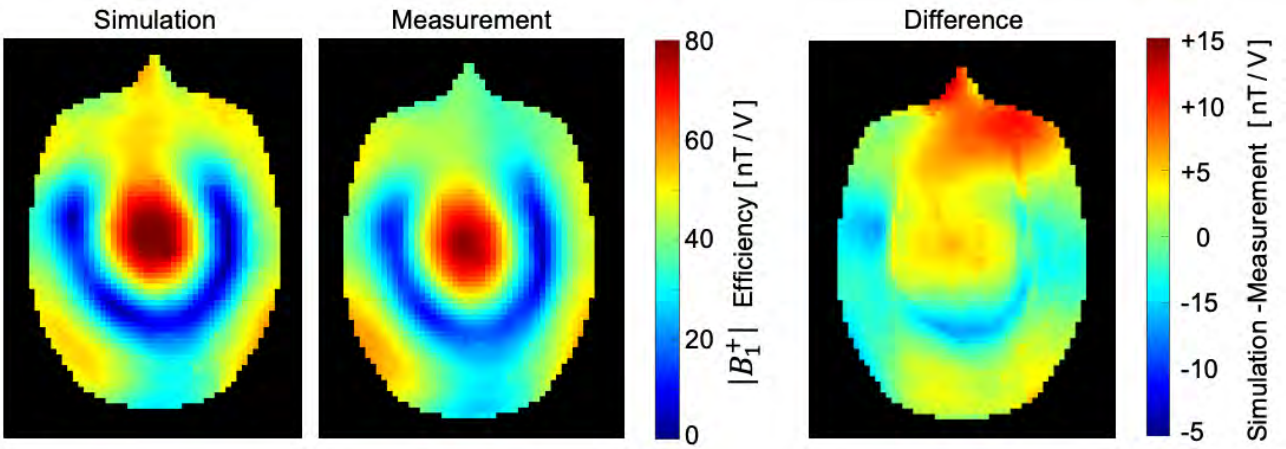 Simulation
Measurement
Difference
80
60
40
20
0
|B₁⁺| Efficiency [ nT / V ]
+15
+10
+5
0
-15
-10
-5
Simulation -Measurement [ nT / V ]